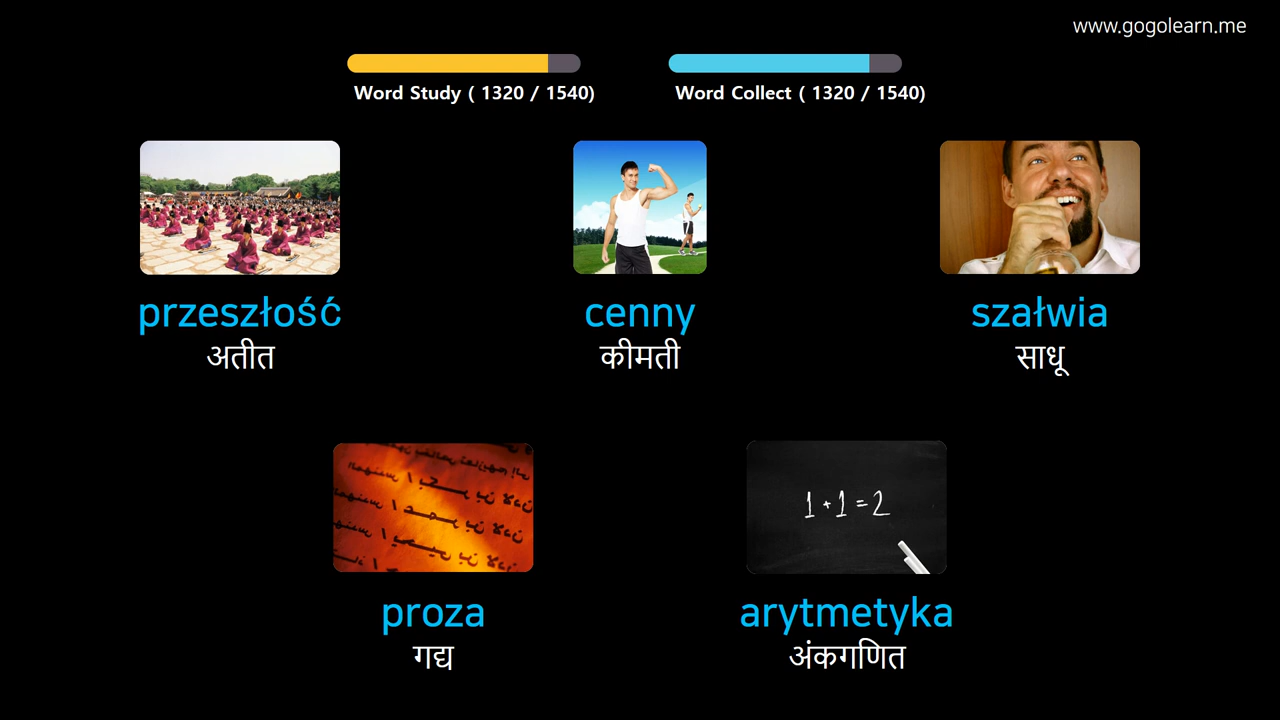 www.gogolearn.me
Word Study ( 1320 / 1540)
Word Collect ( 1320 / 1540)
przeszłość
अतीत
cenny
कीमती
szałwia
साधू
proza
गद्य
1 + 1 = 2
arytmetyka
अंकगणित